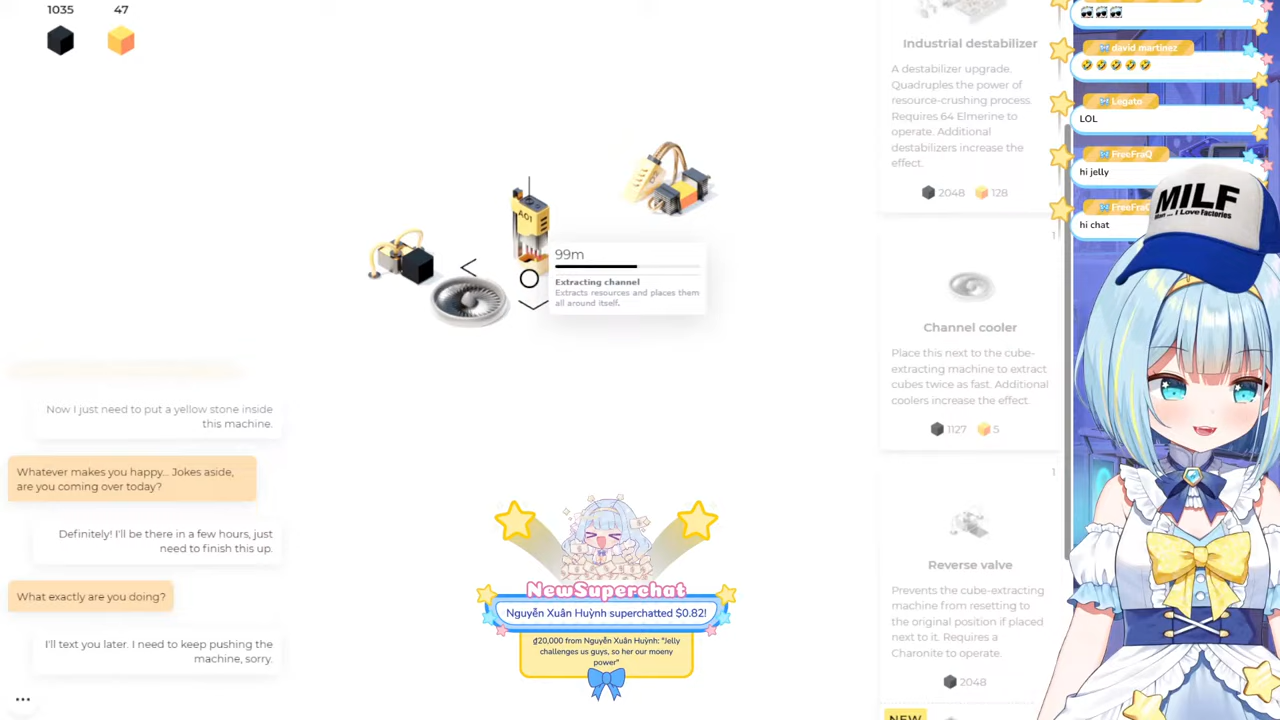 1035
47
A01
99m
Extracting channel
Extracts resources and places them
all around itself.
Now I just need to put a yellow stone inside
this machine.
Whatever makes you happy... Jokes aside,
are you coming over today?
Definitely! I'll be there in a few hours, just
need to finish this up.
What exactly are you doing?
I'll text you later. I need to keep pushing the
machine, sorry.
...
NewSuperchat
Nguyễn Xuân Huỳnh superchatted $0.82!
₫20,000 from Nguyễn Xuân Huỳnh: "Jelly
challenges us guys, so her our moeny
power"
Industrial destabilizer
A destabilizer upgrade.
Quadruples the power of
resource-crushing process.
Requires 64 Elmerine to
operate. Additional
destabilizers increase the
effect.
2048
128
1
Channel cooler
Place this next to the cube-
extracting machine to extract
cubes twice as fast. Additional
coolers increase the effect.
1127
5
1
Reverse valve
Prevents the cube-extracting
machine from resetting to
the original position if placed
next to it. Requires a
Charonite to operate.
2048
NEW
david martinez
Legato
LOL
FreeFraQ
hi jelly
FreeFraQ
hi chat
MILF
Man ... I Love Factories